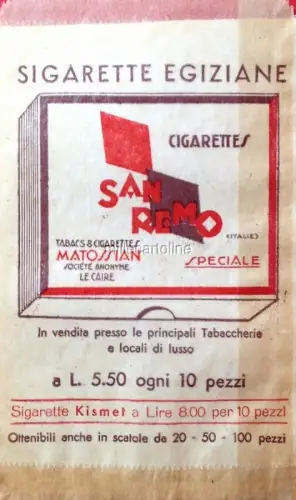 SIGARETTE EGIZIANE
CIGARETTES
SAN
REMO
(ITALIE)
TABACS & CIGARETTES
MATOSSIAN
SOCIÉTÉ ANONYME
LE CAIRE
SPECIALE
In vendita presso le principali Tabaccherie
e locali di lusso
a L. 5.50 ogni 10 pezzi
Sigarette Kismet a Lire 8.00 per 10 pezzi
Ottenibili anche in scatole da 20 - 50 - 100 pezzi